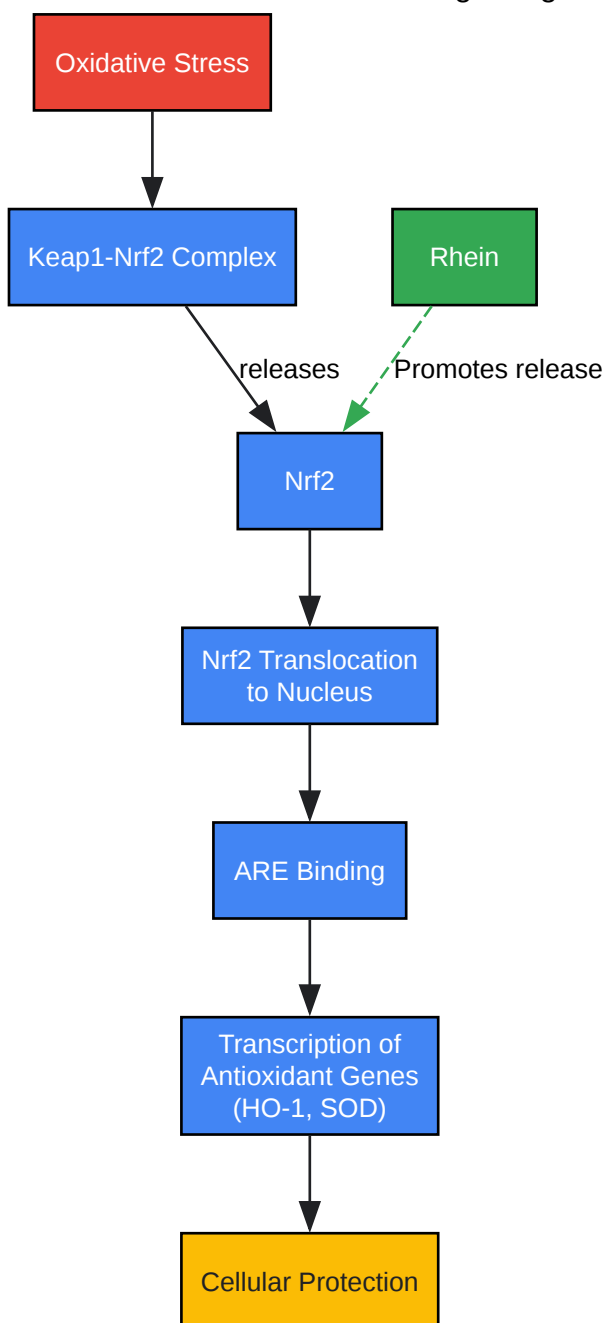 Oxidative Stress
Keap1-Nrf2 Complex
Rhein
releases
Promotes release
Nrf2
Nrf2 Translocation
to Nucleus
ARE Binding
Transcription of
Antioxidant Genes
(HO-1, SOD)
Cellular Protection